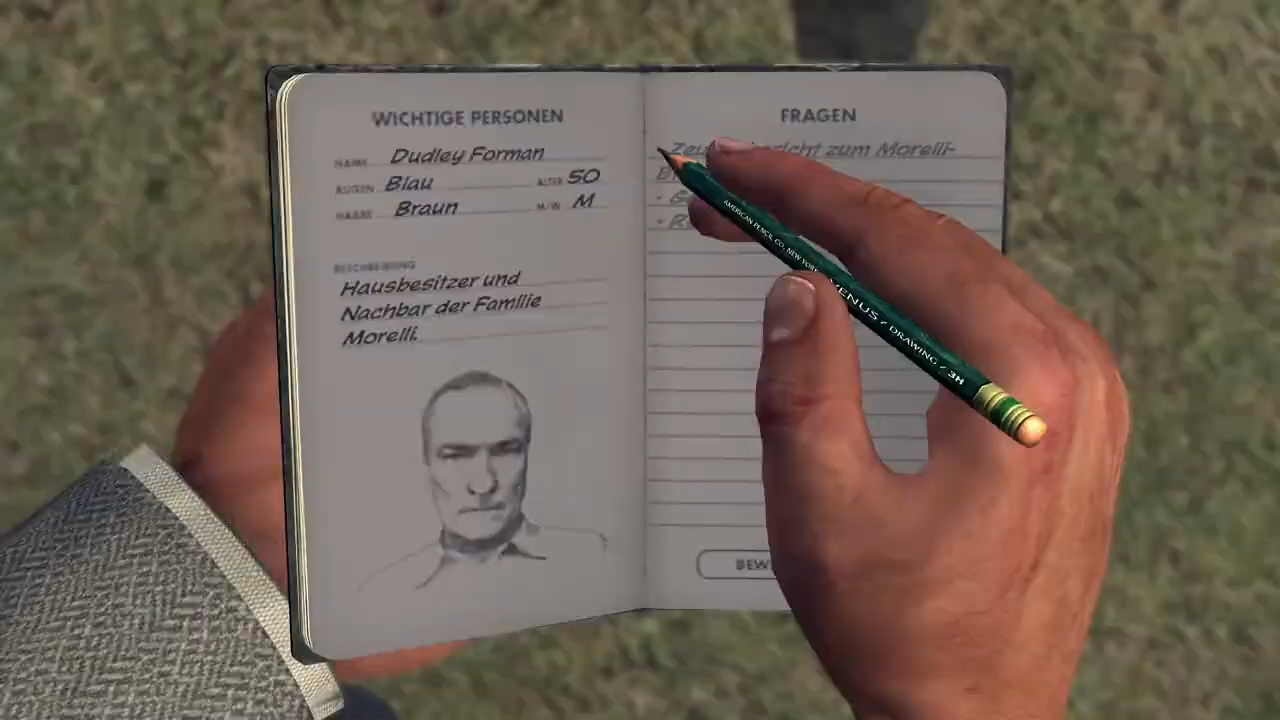 WICHTIGE PERSONEN
NAME Dudley Forman
AUGEN Blau ALTER 50
HAARE Braun M/W M
BESCHREIBUNG
Hausbesitzer und
Nachbar der Familie
Morelli.
FRAGEN
zum Morelli-
AMERICAN PENCIL CO. NEW YORK VENUS / DRAWING / 3H